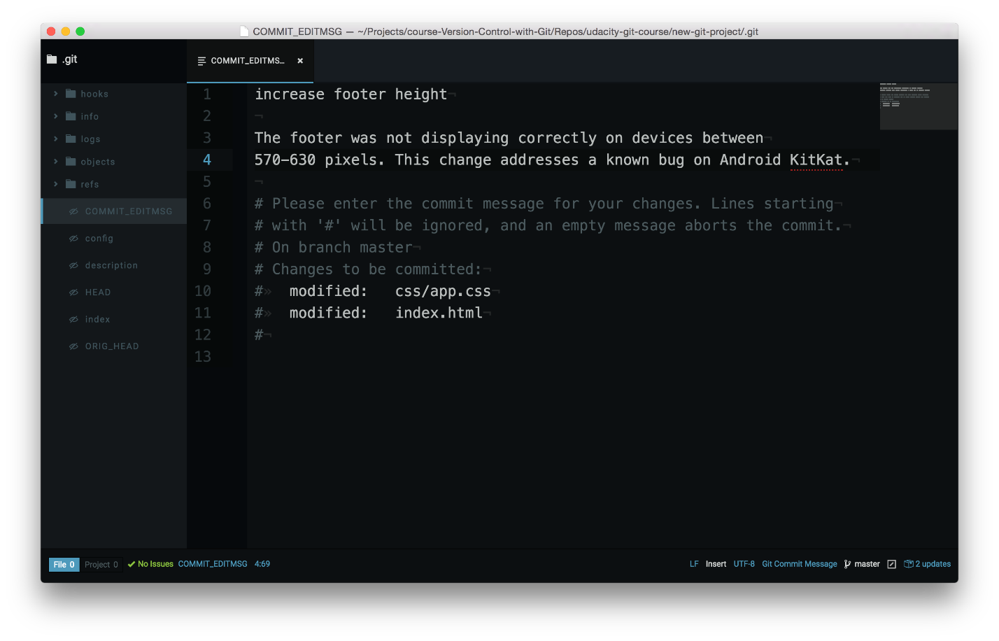 COMMIT_EDITMSG — ~/Projects/course-Version-Control-with-Git/Repos/udacity-git-course/new-git-project/.git
.git
COMMIT_EDITMS...
hooks
info
logs
objects
refs
COMMIT_EDITMSG
config
description
HEAD
index
ORIG_HEAD
1 increase footer height¬
2 ¬
3 The footer was not displaying correctly on devices between¬
4 570-630 pixels. This change addresses a known bug on Android KitKat.¬
5 ¬
6 # Please enter the commit message for your changes. Lines starting¬
7 # with '#' will be ignored, and an empty message aborts the commit.¬
8 # On branch master¬
9 # Changes to be committed:¬
10 #» modified: css/app.css¬
11 #» modified: index.html¬
12 #¬
13
File 0 Project 0 No Issues COMMIT_EDITMSG 4:69 LF Insert UTF-8 Git Commit Message master 2 updates